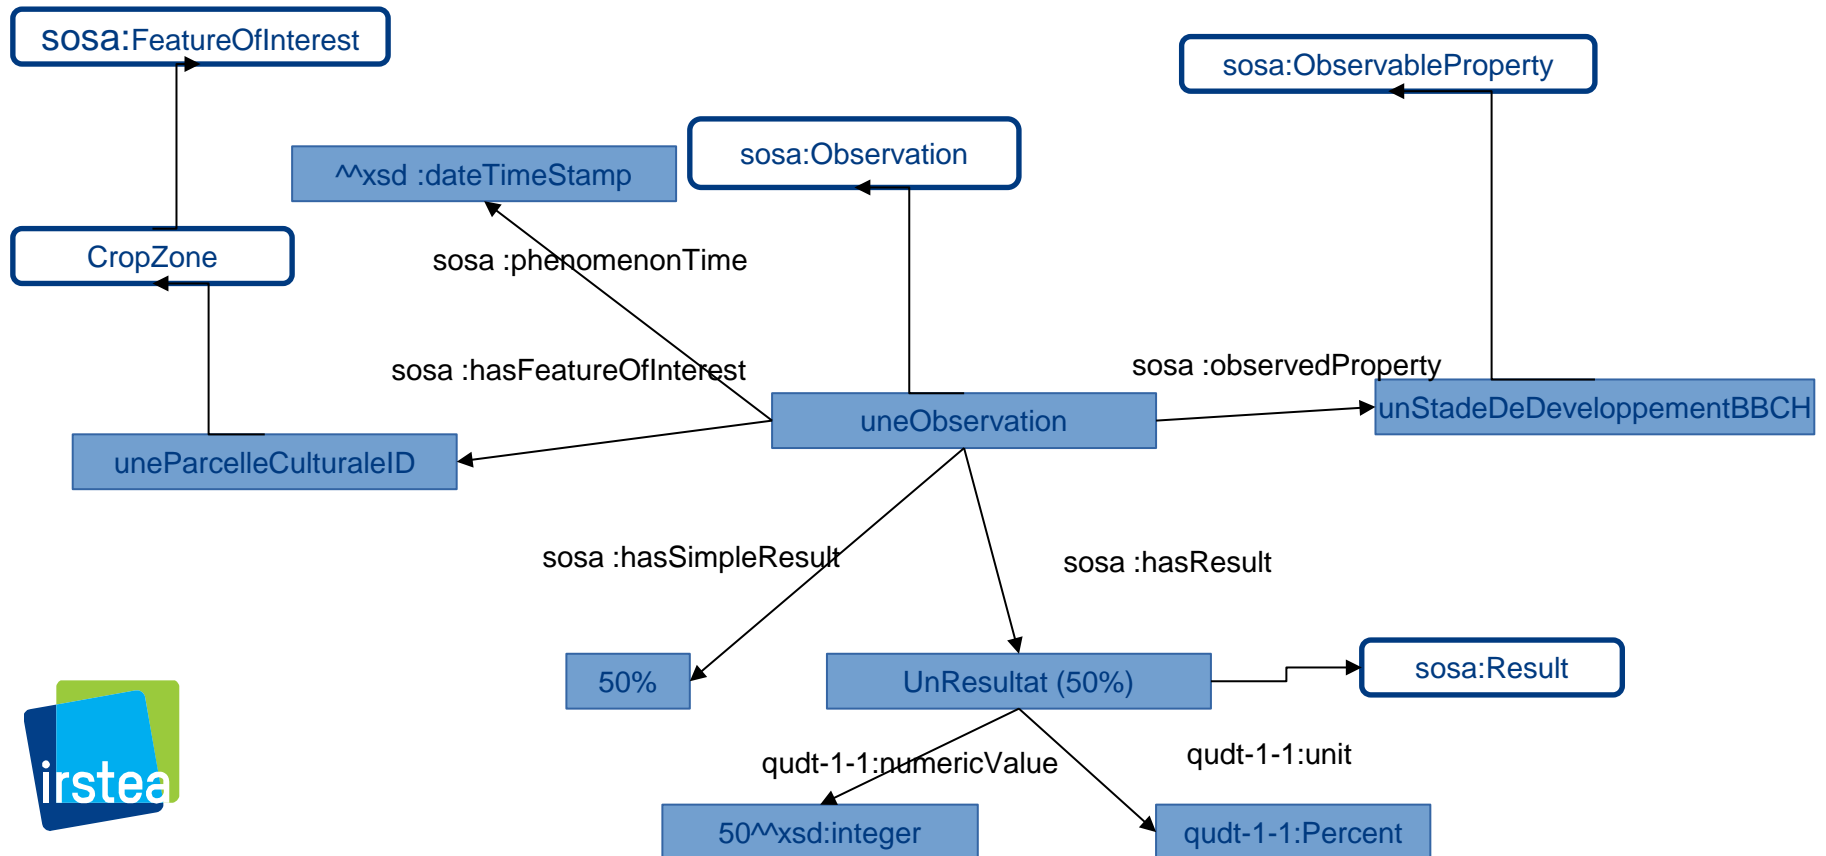 sosa:FeatureOfInterest
sosa:ObservableProperty
sosa:Observation
^^xsd :dateTimeStamp
CropZone
sosa :phenomenonTime
sosa :hasFeatureOfInterest
sosa :observedProperty
uneObservation
unStadeDeDeveloppementBBCH
uneParcelleCulturaleID
sosa :hasSimpleResult
sosa :hasResult
50%
UnResultat (50%)
sosa:Result
qudt-1-1:numericValue
qudt-1-1:unit
irstea
50^^xsd:integer
qudt-1-1:Percent